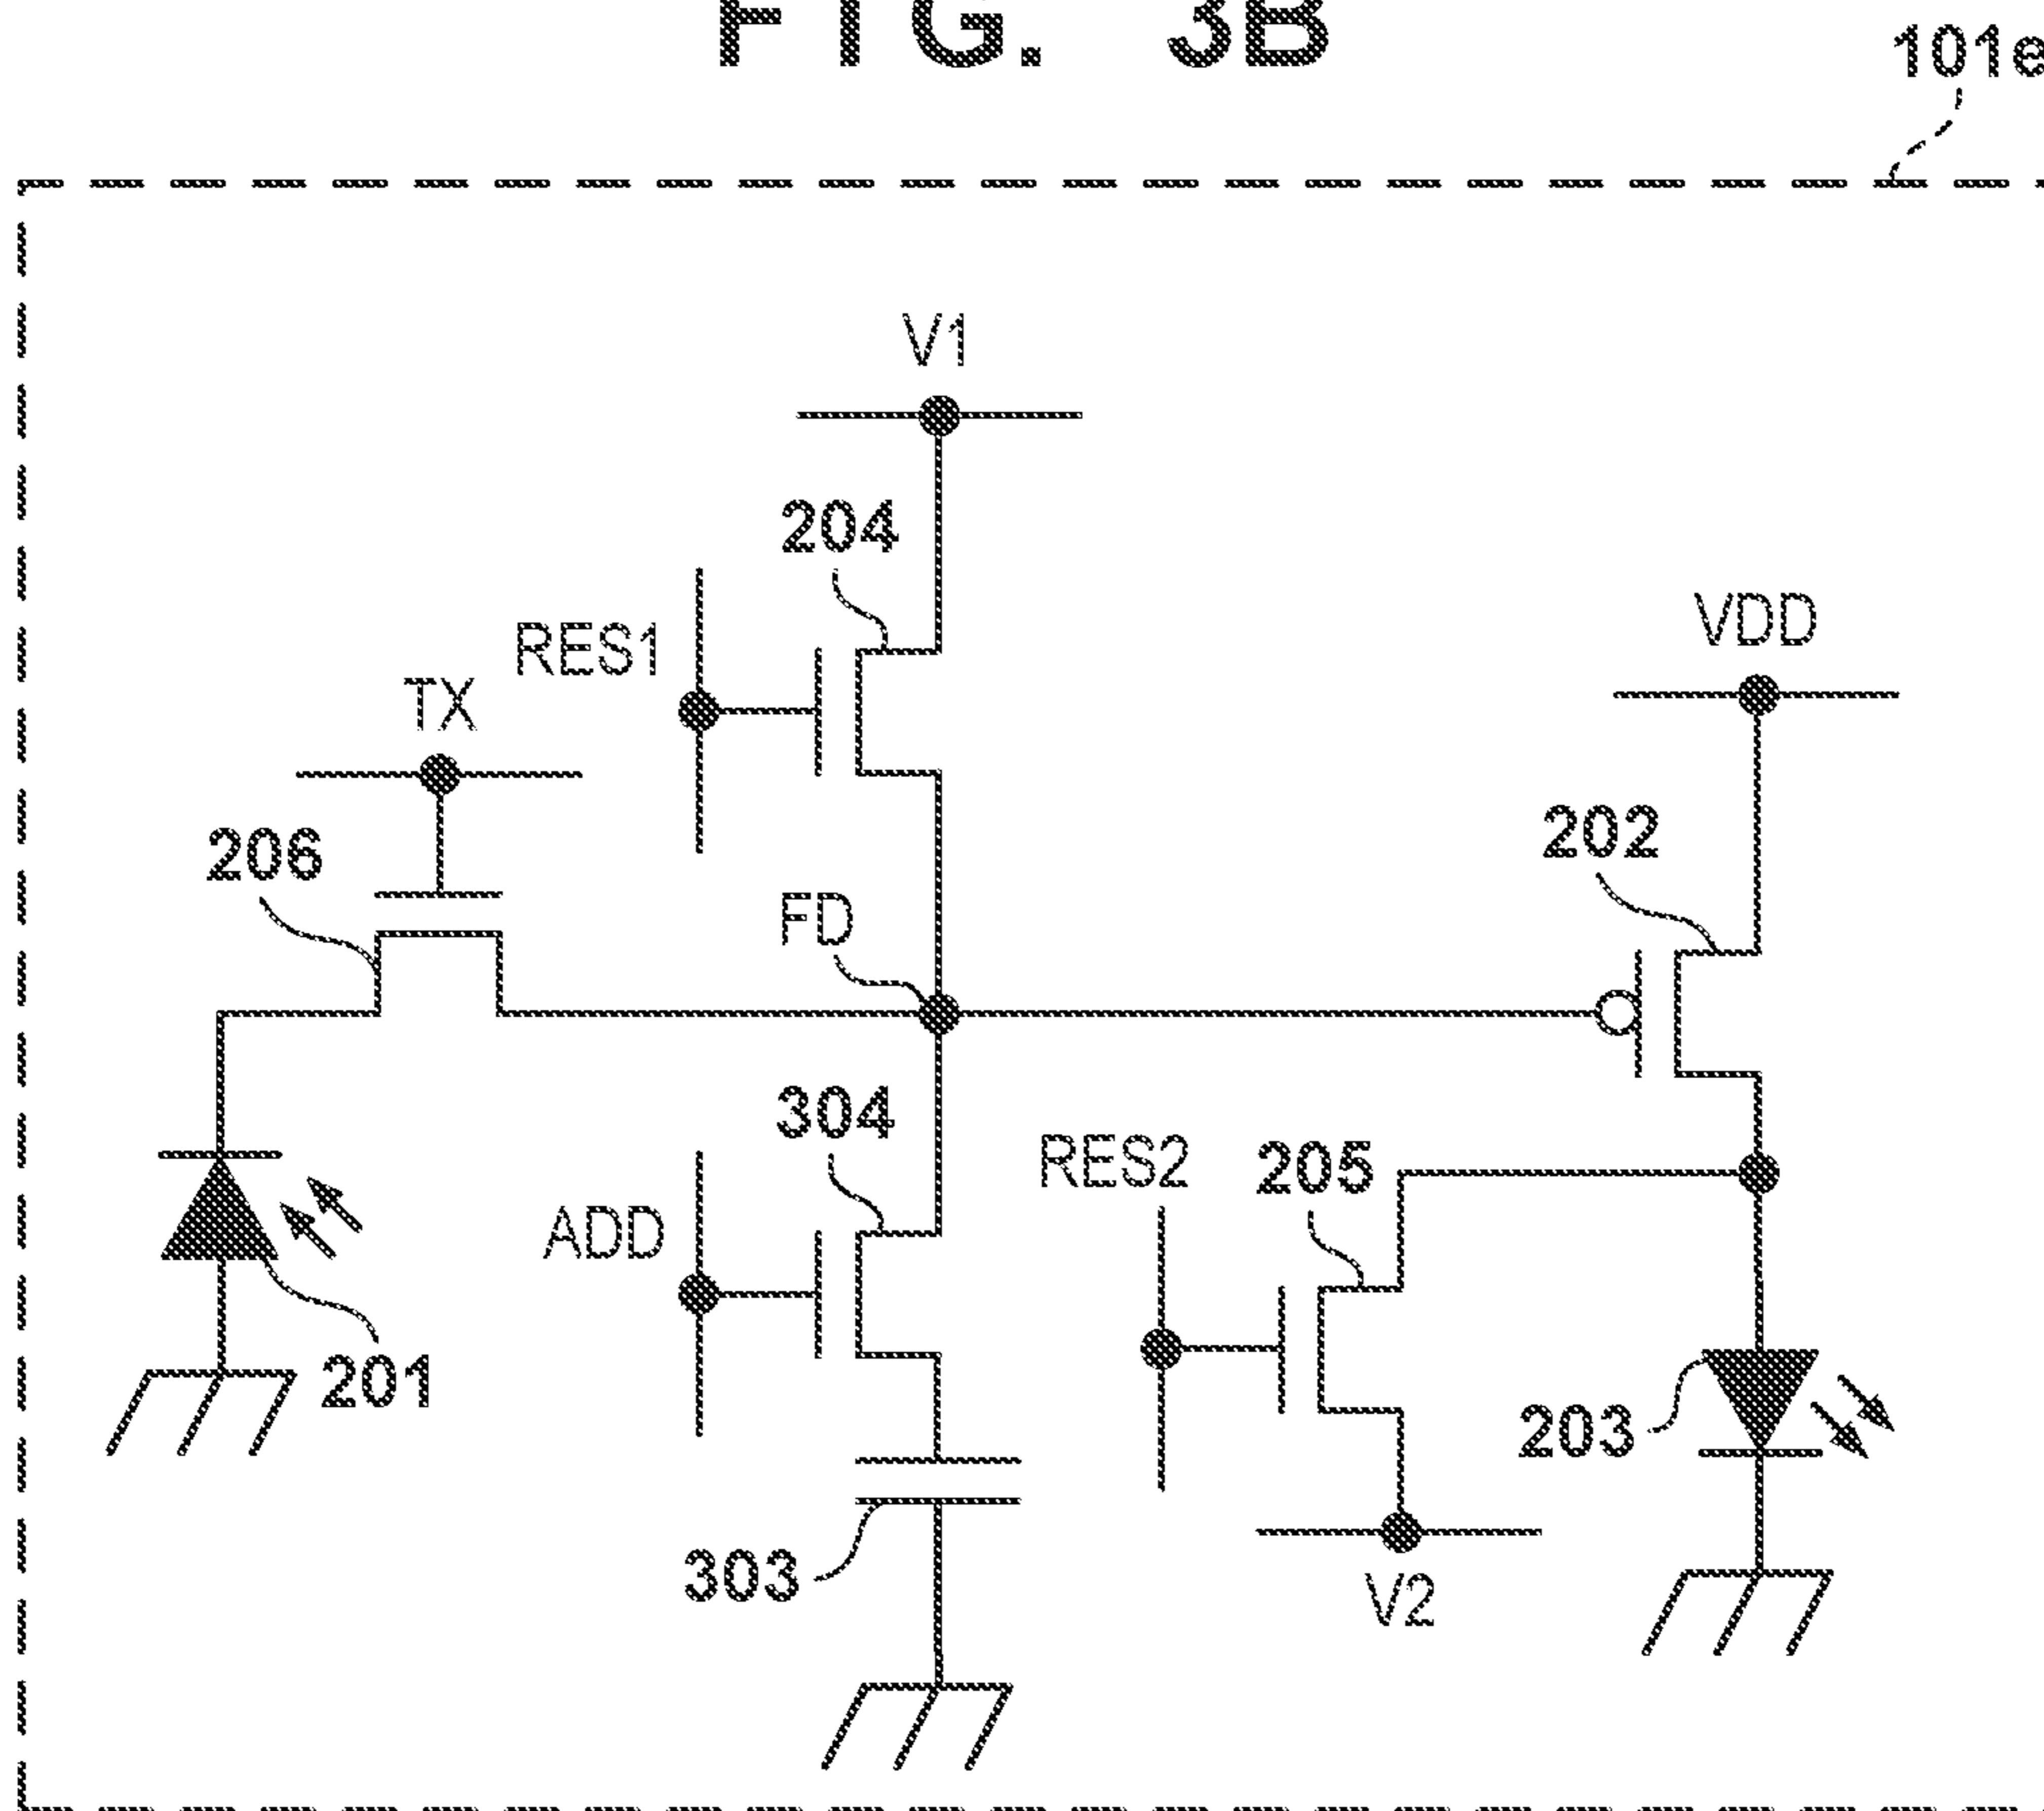 FIG. 3B
101e
V1
204
RES1
VDD
TX
206
202
FD
304
RES2
205
ADD
201
203
303
V2